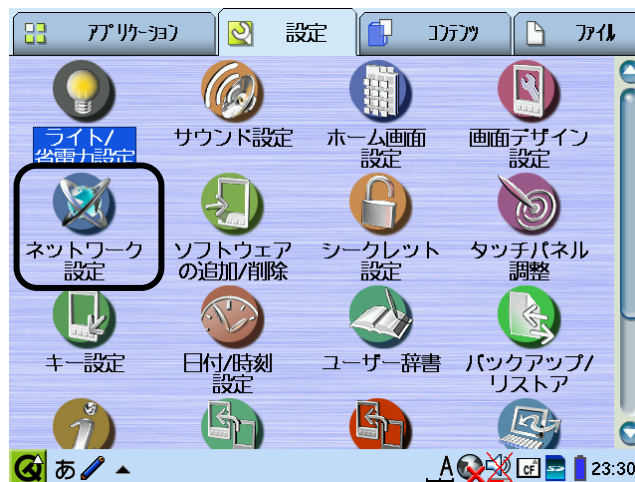 ｱﾌﾟﾘｹｰｼｮﾝ
設定
ｺﾝﾃﾝﾂ
ﾌｧｲﾙ
ライト/
省電力設定
サウンド設定
ホーム画面
設定
画面デザイン
設定
ネットワーク
設定
ソフトウェア
の追加/削除
シークレット
設定
タッチパネル
調整
キー設定
日付/時刻
設定
ユーザー辞書
バックアップ/
リストア
あ
A
CF
23:30